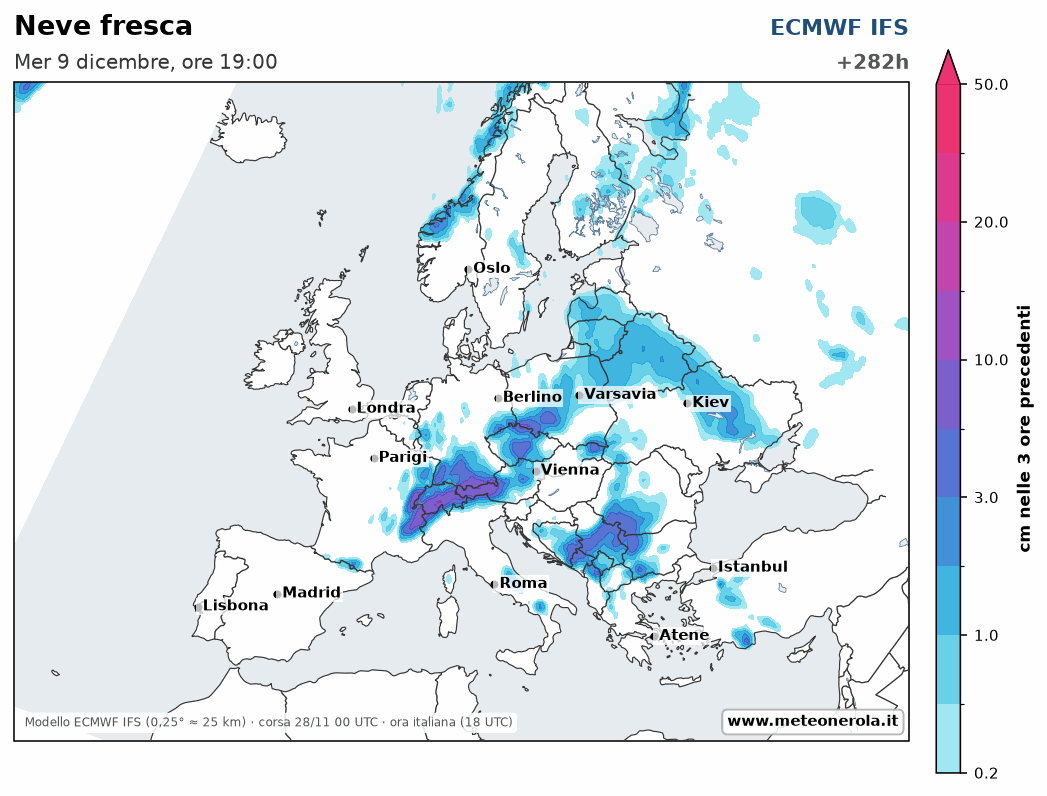 Neve fresca
ECMWF IFS
Mer 9 dicembre, ore 19:00
+282h
50.0
20.0
10.0
3.0
1.0
0.2
cm nelle 3 ore precedenti
Oslo
Berlino
Varsavia
Kiev
Londra
Parigi
Vienna
Istanbul
Roma
Madrid
Lisbona
Atene
Modello ECMWF IFS (0,25° ≈ 25 km) · corsa 28/11 00 UTC · ora italiana (18 UTC)
www.meteonerola.it